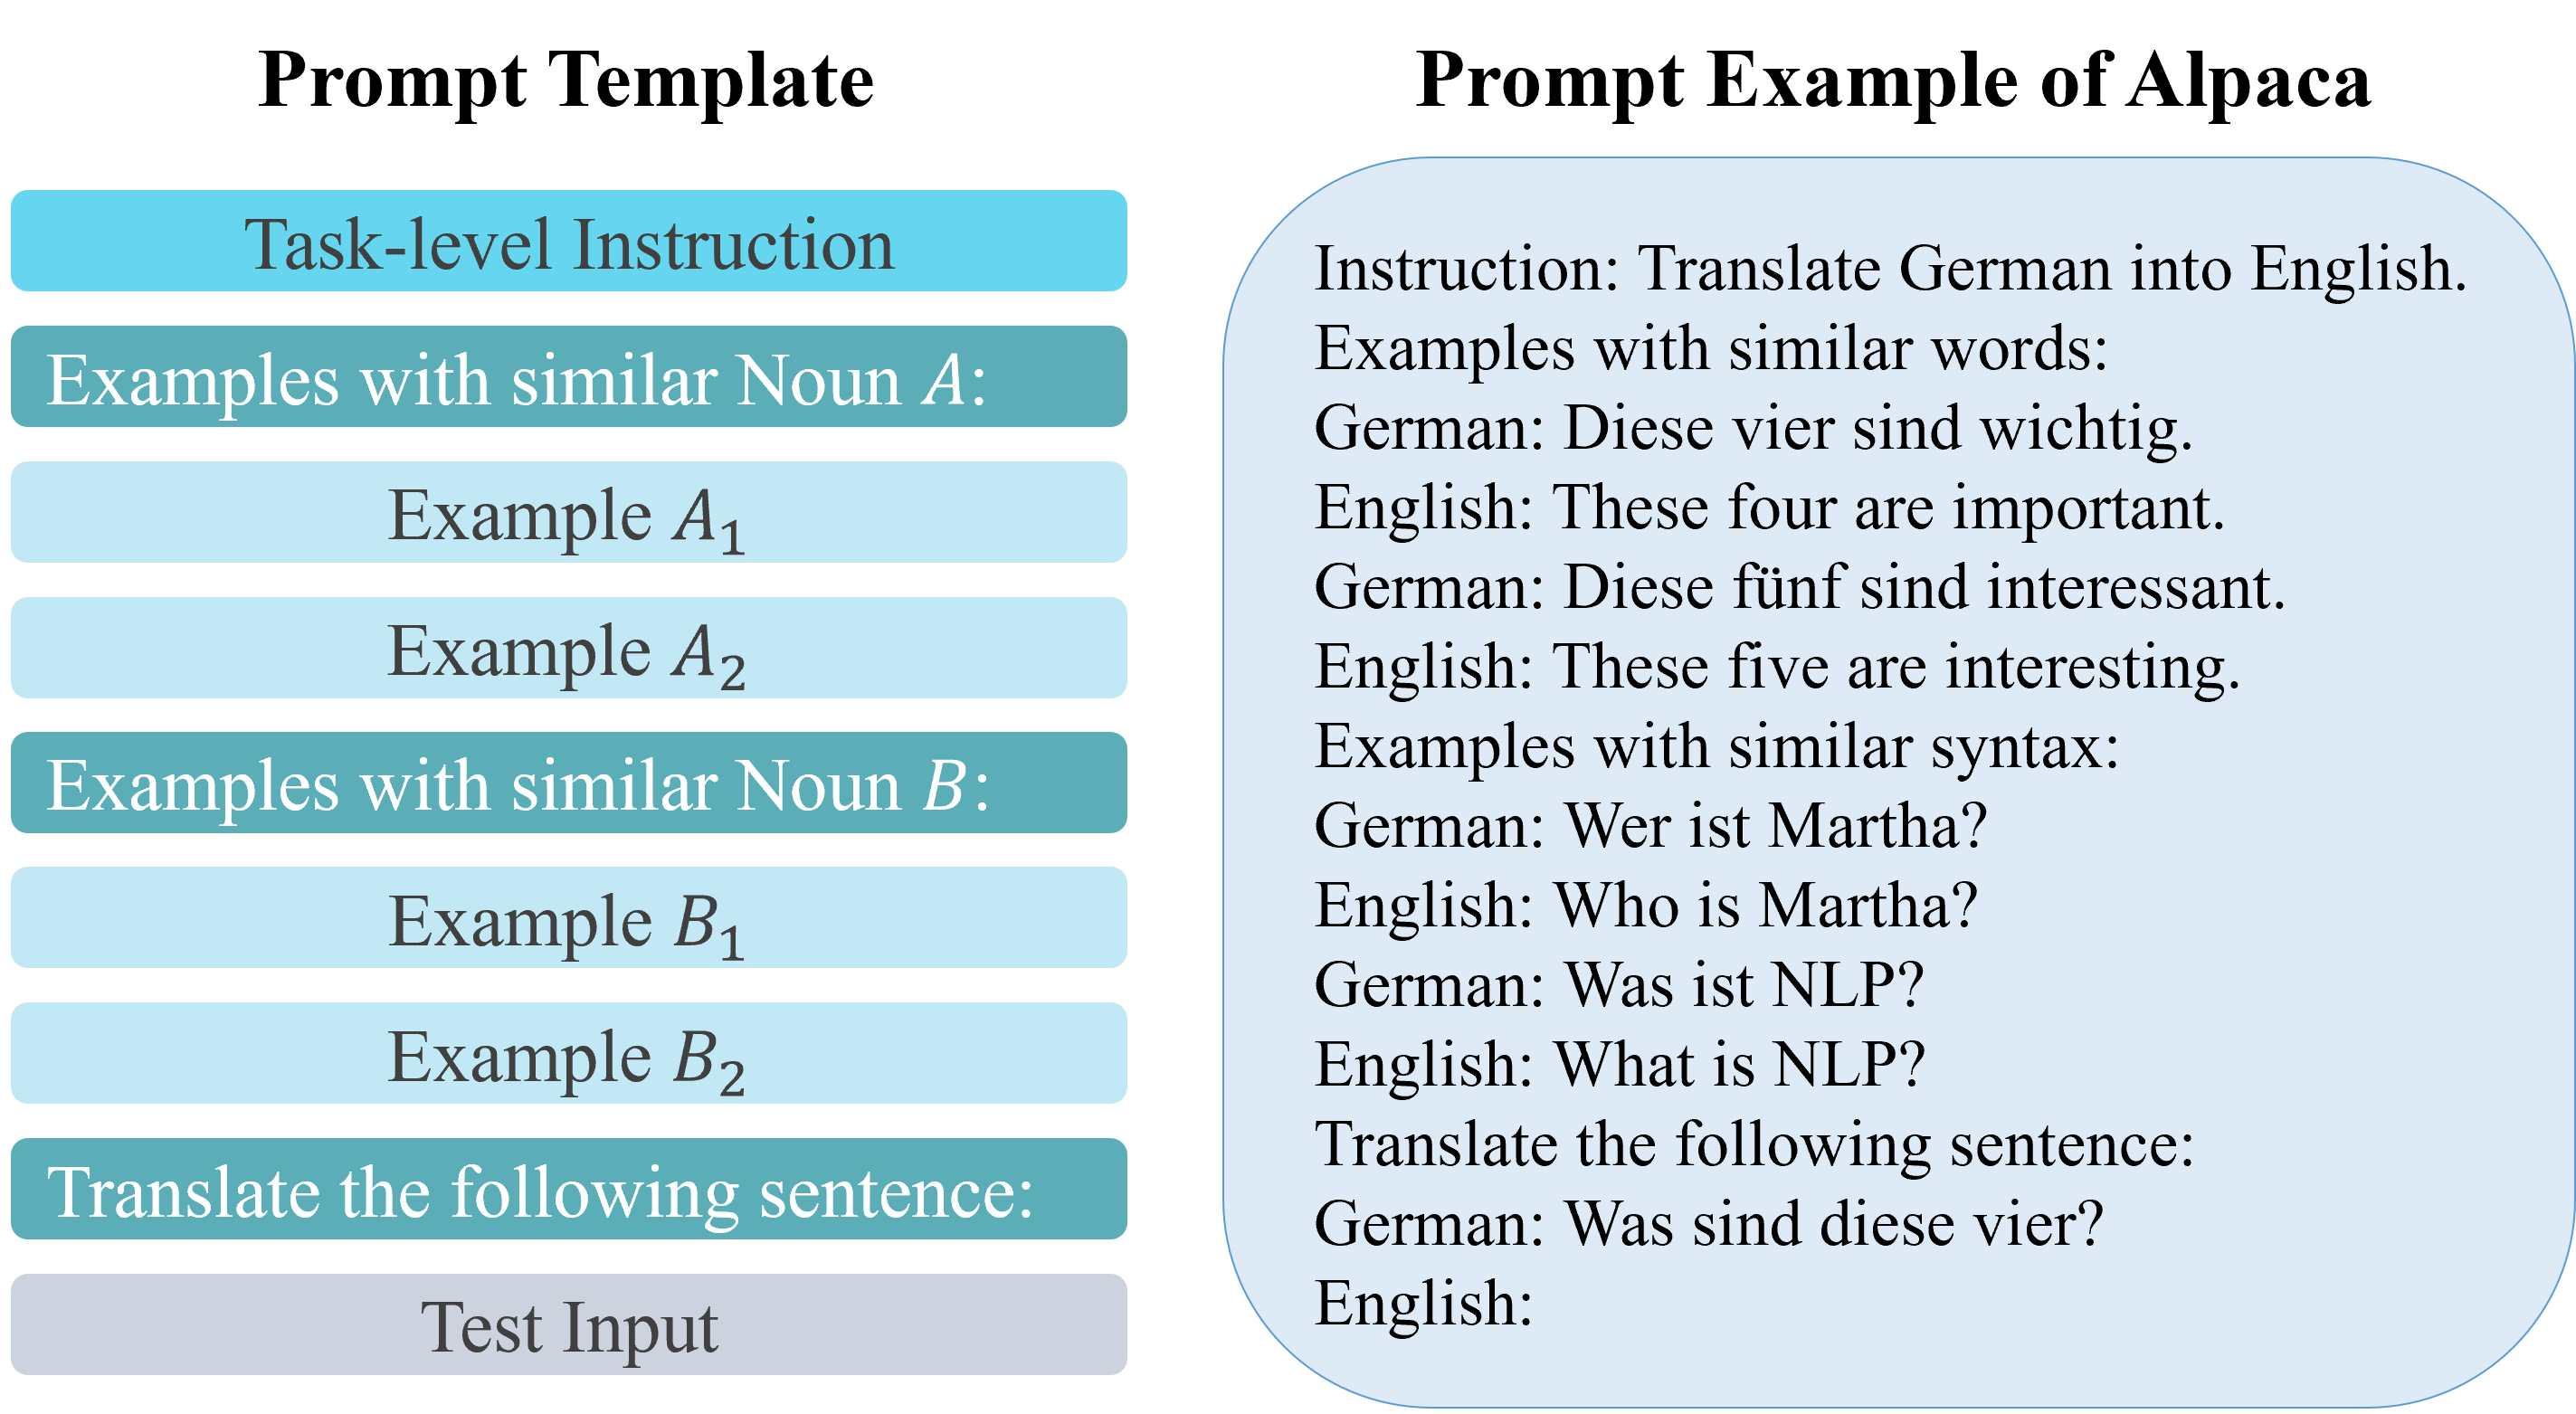 Prompt Template
Task-level Instruction
Examples with similar Noun A:
Example A₁
Example A₂
Examples with similar Noun B:
Example B₁
Example B₂
Translate the following sentence:
Test Input
Prompt Example of Alpaca
Instruction: Translate German into English.
Examples with similar words:
German: Diese vier sind wichtig.
English: These four are important.
German: Diese fünf sind interessant.
English: These five are interesting.
Examples with similar syntax:
German: Wer ist Martha?
English: Who is Martha?
German: Was ist NLP?
English: What is NLP?
Translate the following sentence:
German: Was sind diese vier?
English: